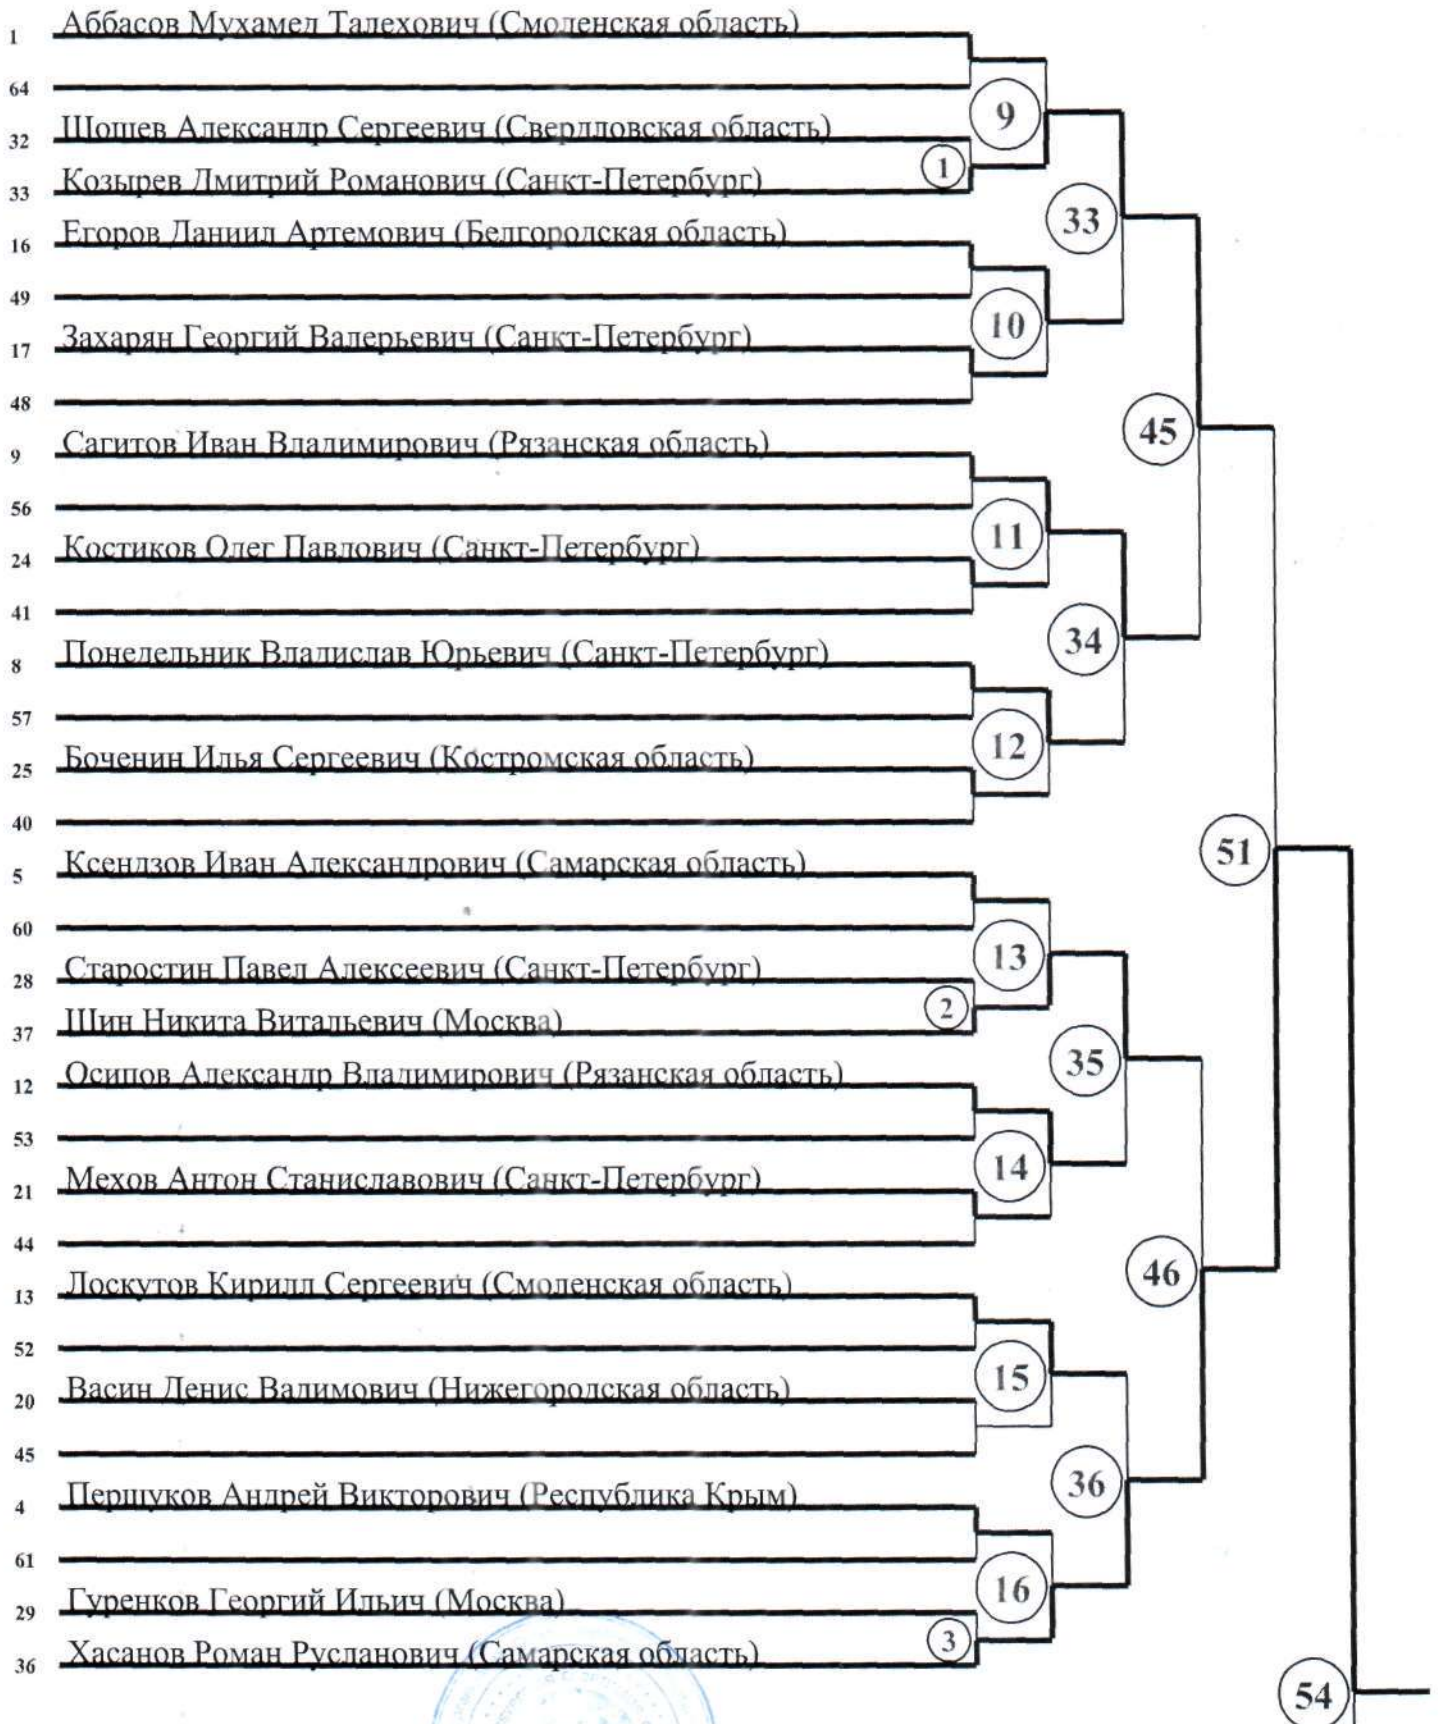 1 Аббасов Мухамед Талехович (Смоленская область)
64
32 Шошев Александр Сергеевич (Свердловская область)
33 Козырев Дмитрий Романович (Санкт-Петербург)
16 Егоров Даниил Артемович (Белгородская область)
49
17 Захарян Георгий Валерьевич (Санкт-Петербург)
48
9 Сагитов Иван Владимирович (Рязанская область)
56
24 Костиков Олег Павлович (Санкт-Петербург)
41
8 Понедельник Владислав Юрьевич (Санкт-Петербург)
57
25 Боченин Илья Сергеевич (Костромская область)
40
5 Ксендзов Иван Александрович (Самарская область)
60
28 Старостин Павел Алексеевич (Санкт-Петербург)
37 Шин Никита Витальевич (Москва)
12 Осипов Александр Владимирович (Рязанская область)
53
21 Мехов Антон Станиславович (Санкт-Петербург)
44
13 Лоскутов Кирилл Сергеевич (Смоленская область)
52
20 Васин Денис Вадимович (Нижегородская область)
45
4 Першуков Андрей Викторович (Республика Крым)
61
29 Гуренков Георгий Ильич (Москва)
36 Хасанов Роман Русланович (Самарская область)
1
2
3
9
10
11
12
13
14
15
16
33
34
35
36
45
46
51
54